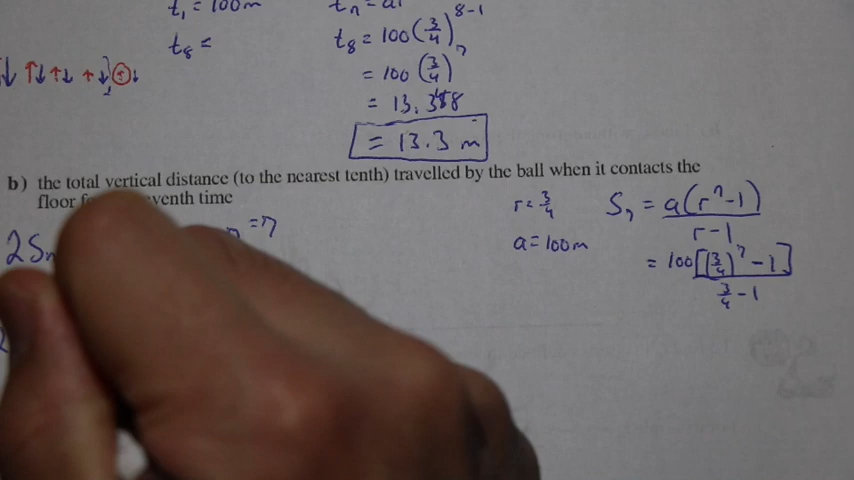 t₁ = 100m
tₙ = ar
t₈ =
t₈ = 100(3/4)⁸⁻¹
= 100(3/4)⁷
= 13.348
= 13.3 m
b) the total vertical distance (to the nearest tenth) travelled by the ball when it contacts the
floor venth time
2S
= 7
r = 3/4
a = 100m
S₇ = a(r⁷-1)/r-1
= 100[(3/4)⁷-1]/3/4-1